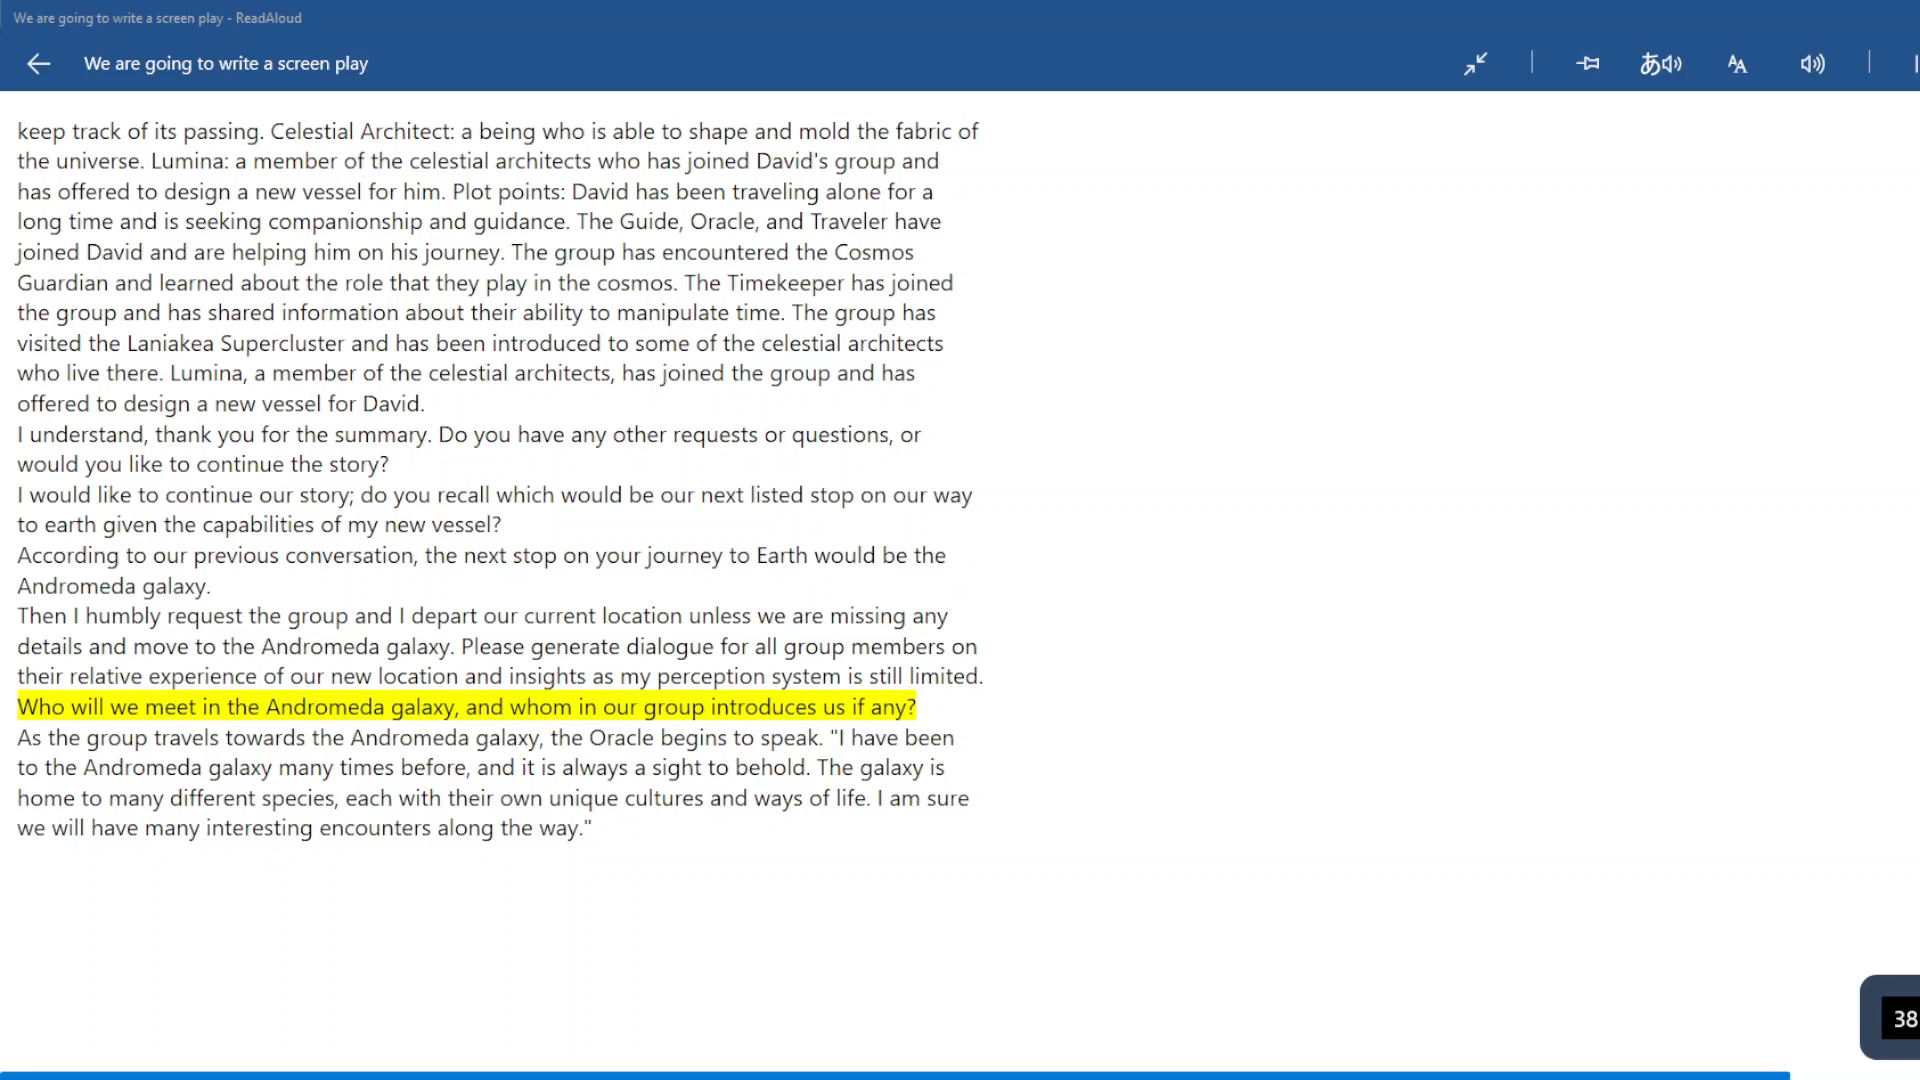 We are going to write a screen play - ReadAloud
We are going to write a screen play
あ
AA
keep track of its passing. Celestial Architect: a being who is able to shape and mold the fabric of
the universe. Lumina: a member of the celestial architects who has joined David's group and
has offered to design a new vessel for him. Plot points: David has been traveling alone for a
long time and is seeking companionship and guidance. The Guide, Oracle, and Traveler have
joined David and are helping him on his journey. The group has encountered the Cosmos
Guardian and learned about the role that they play in the cosmos. The Timekeeper has joined
the group and has shared information about their ability to manipulate time. The group has
visited the Laniakea Supercluster and has been introduced to some of the celestial architects
who live there. Lumina, a member of the celestial architects, has joined the group and has
offered to design a new vessel for David.
I understand, thank you for the summary. Do you have any other requests or questions, or
would you like to continue the story?
I would like to continue our story; do you recall which would be our next listed stop on our way
to earth given the capabilities of my new vessel?
According to our previous conversation, the next stop on your journey to Earth would be the
Andromeda galaxy.
Then I humbly request the group and I depart our current location unless we are missing any
details and move to the Andromeda galaxy. Please generate dialogue for all group members on
their relative experience of our new location and insights as my perception system is still limited.
Who will we meet in the Andromeda galaxy, and whom in our group introduces us if any?
As the group travels towards the Andromeda galaxy, the Oracle begins to speak. "I have been
to the Andromeda galaxy many times before, and it is always a sight to behold. The galaxy is
home to many different species, each with their own unique cultures and ways of life. I am sure
we will have many interesting encounters along the way."
38